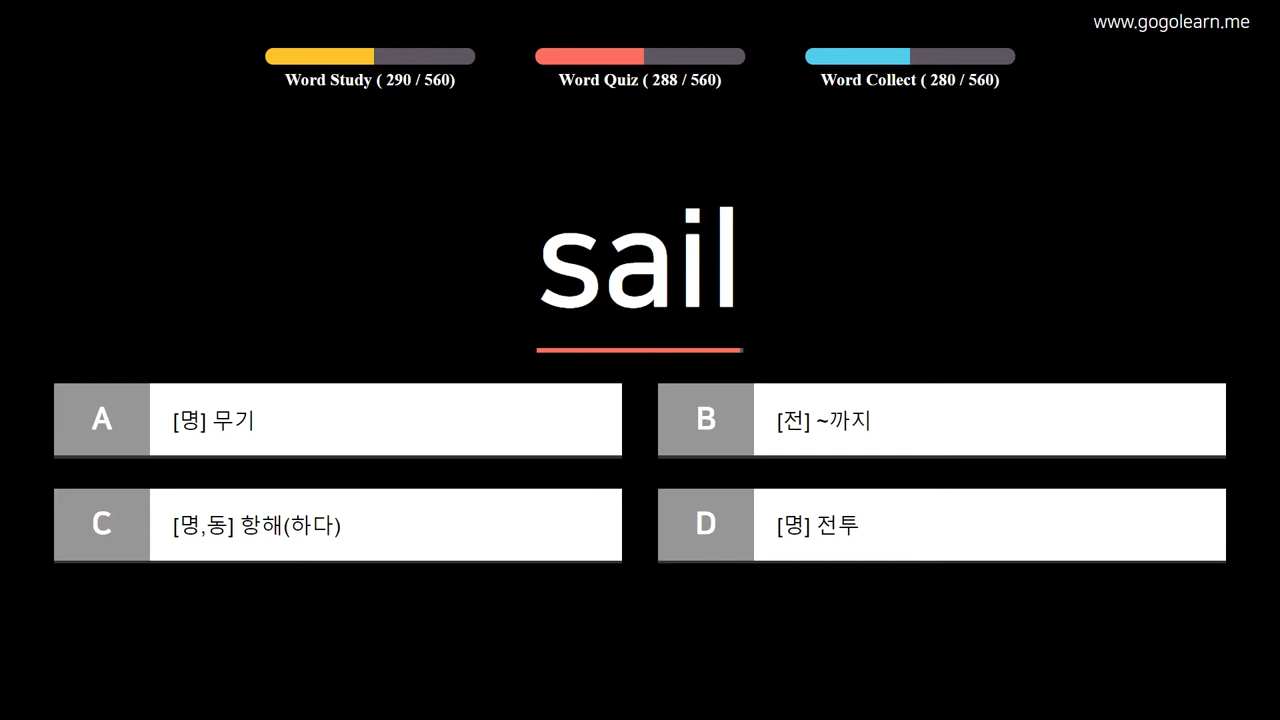 www.gogolearn.me
Word Study ( 290 / 560)
Word Quiz ( 288 / 560)
Word Collect ( 280 / 560)
sail
A [명] 무기
B [전] ~까지
C [명,동] 항해(하다)
D [명] 전투